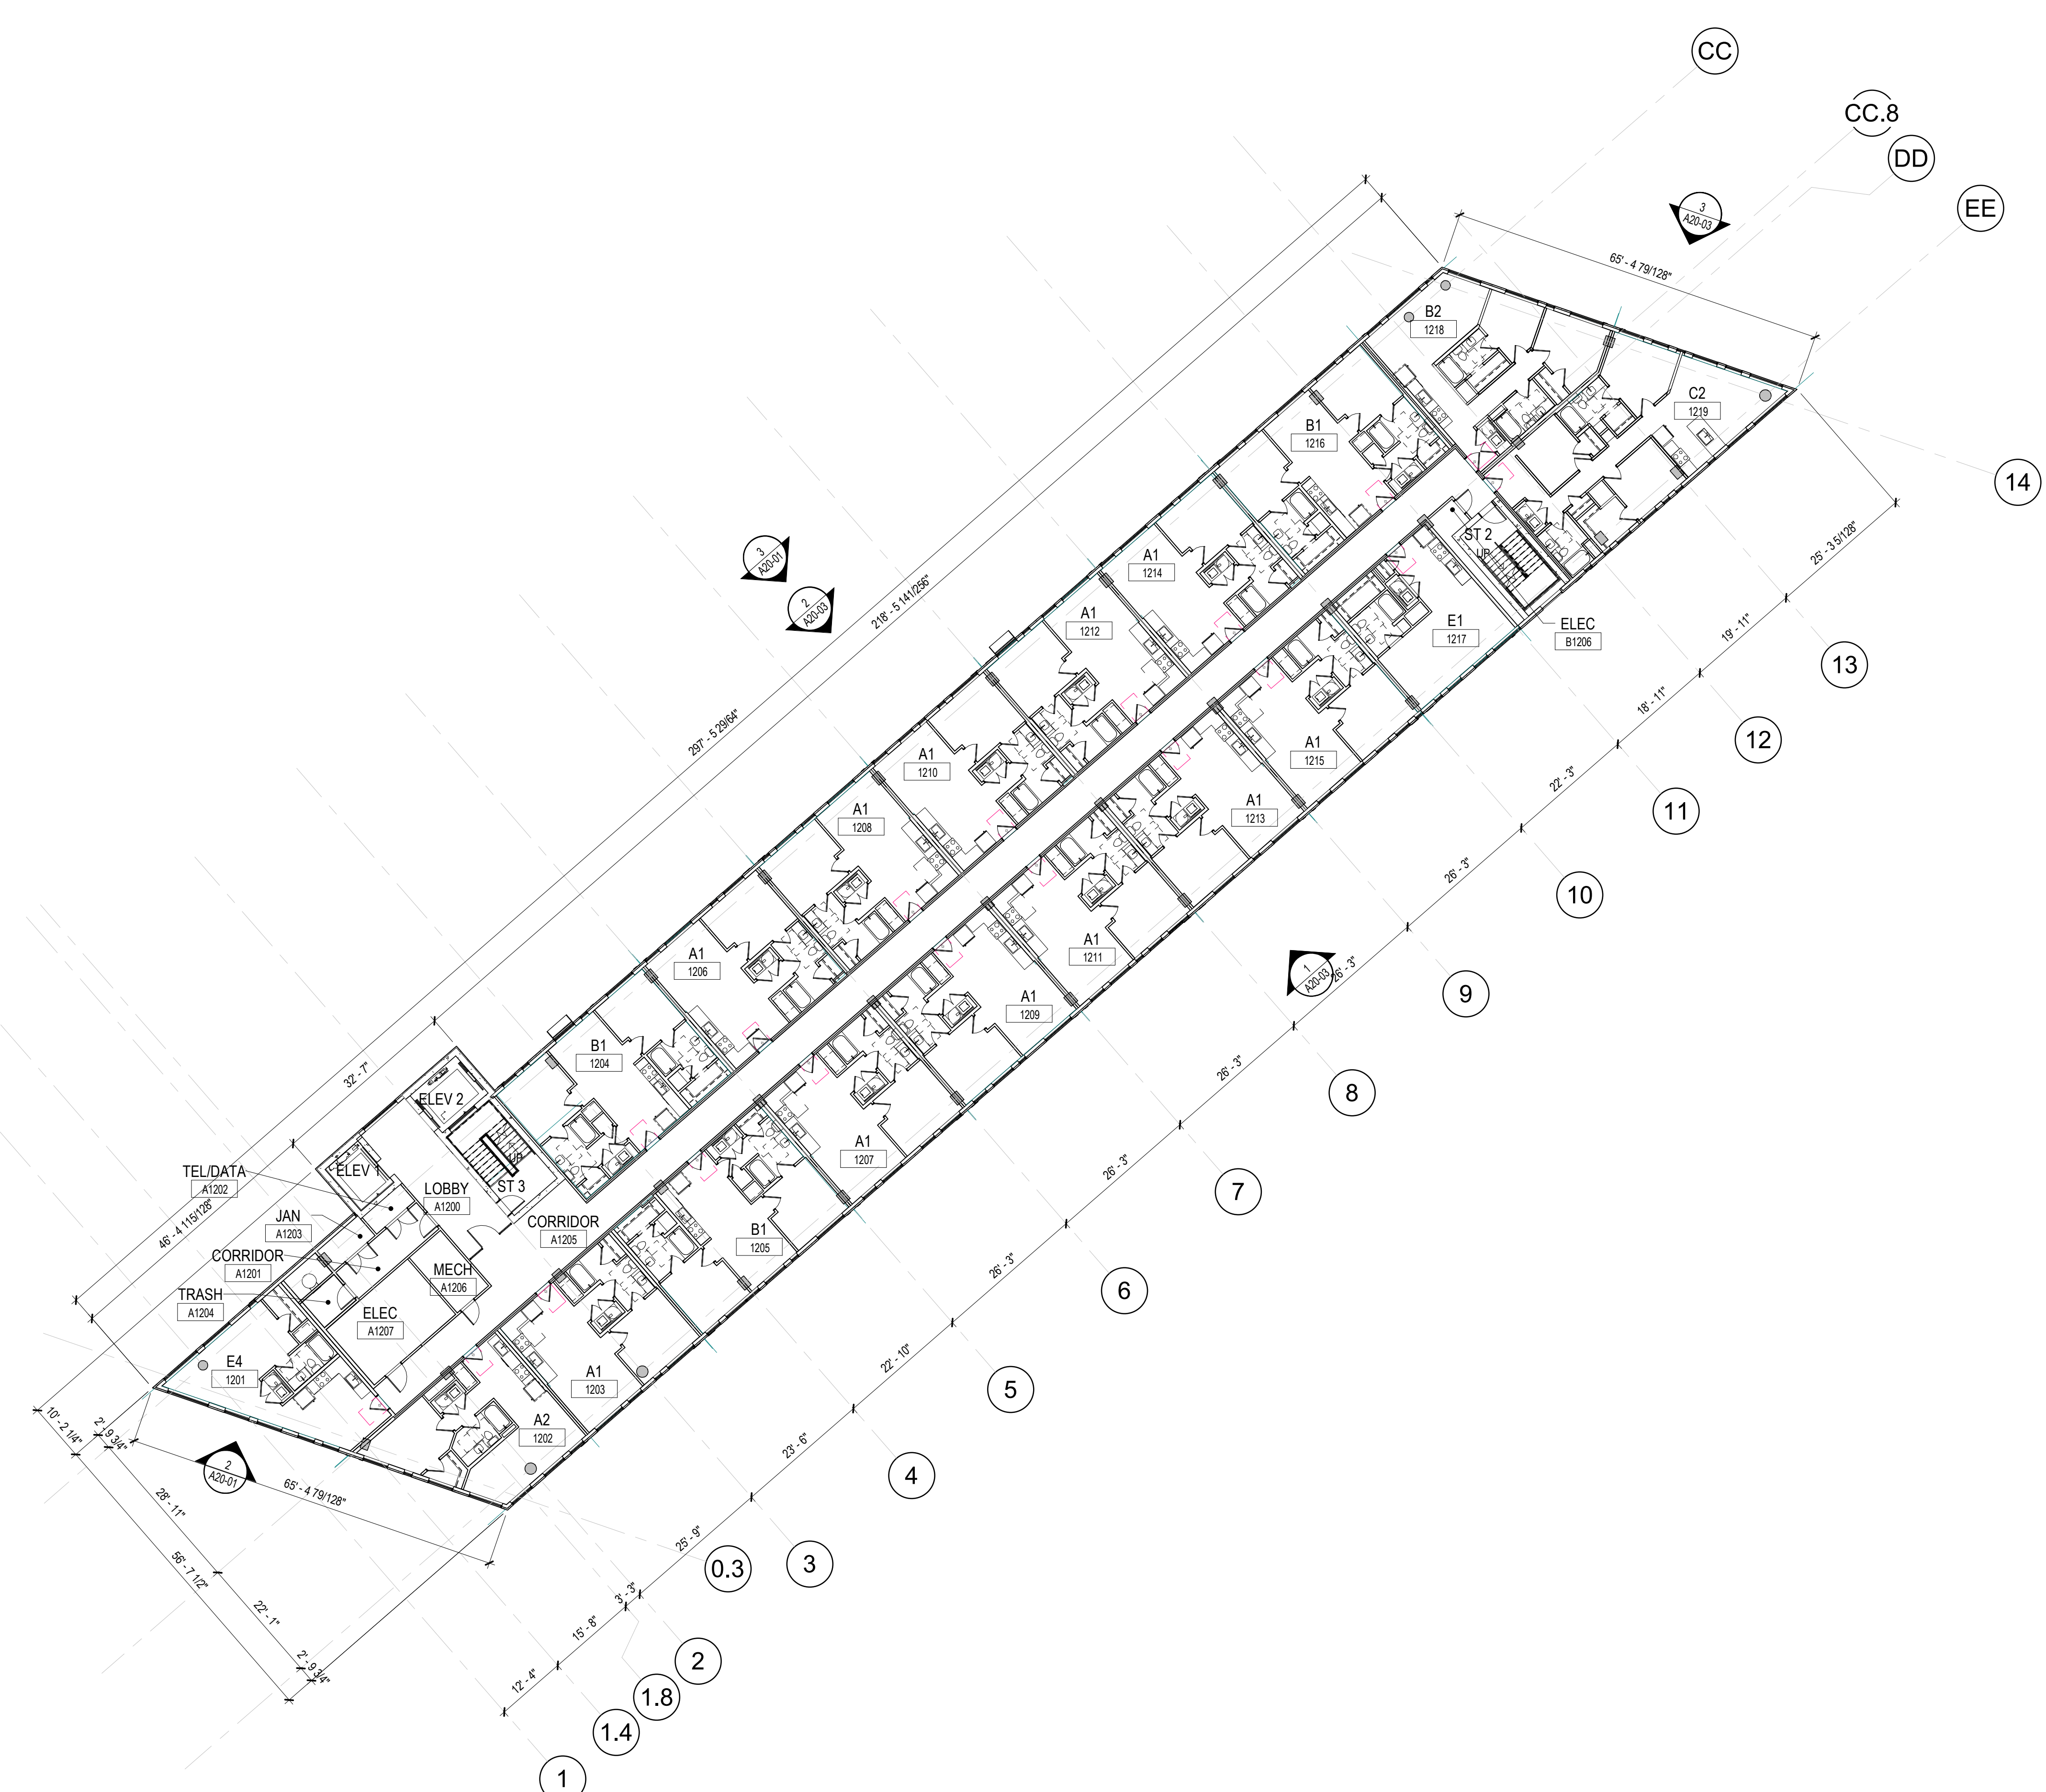 CC
CC.8
DD
EE
3
A20-03
65' - 4 79/128"
B2
1218
C2
1219
14
B1
1216
25' - 3 5/128"
3
A20-01
2
A20-03
218' - 5 141/256"
297' - 5 29/64"
A1
1214
ST 2
UP
E1
1217
ELEC
B1206
19' - 11"
13
A1
1212
18' - 11"
12
A1
1210
A1
1215
22' - 3"
11
A1
1208
A1
1213
26' - 3"
10
A1
1206
A1
1211
1
A20-03
26' - 3"
9
B1
1204
A1
1209
26' - 3"
8
32' - 7"
ELEV 2
A1
1207
26' - 3"
7
ELEV 1
UP
ST 3
TEL/DATA
A1202
LOBBY
A1200
46' - 4 115/128"
JAN
A1203
CORRIDOR
A1205
B1
1205
26' - 3"
6
CORRIDOR
A1201
MECH
A1206
TRASH
A1204
ELEC
A1207
22' - 10"
5
E4
1201
A1
1203
A2
1202
23' - 6"
4
10' - 2 1/4"
2' - 9 3/4"
2
A20-01
65' - 4 79/128"
28' - 11"
56' - 7 1/2"
22' - 1"
2' - 9 3/4"
25' - 9"
0.3
3
3' - 3"
15' - 8"
2
12' - 4"
1.8
1.4
1